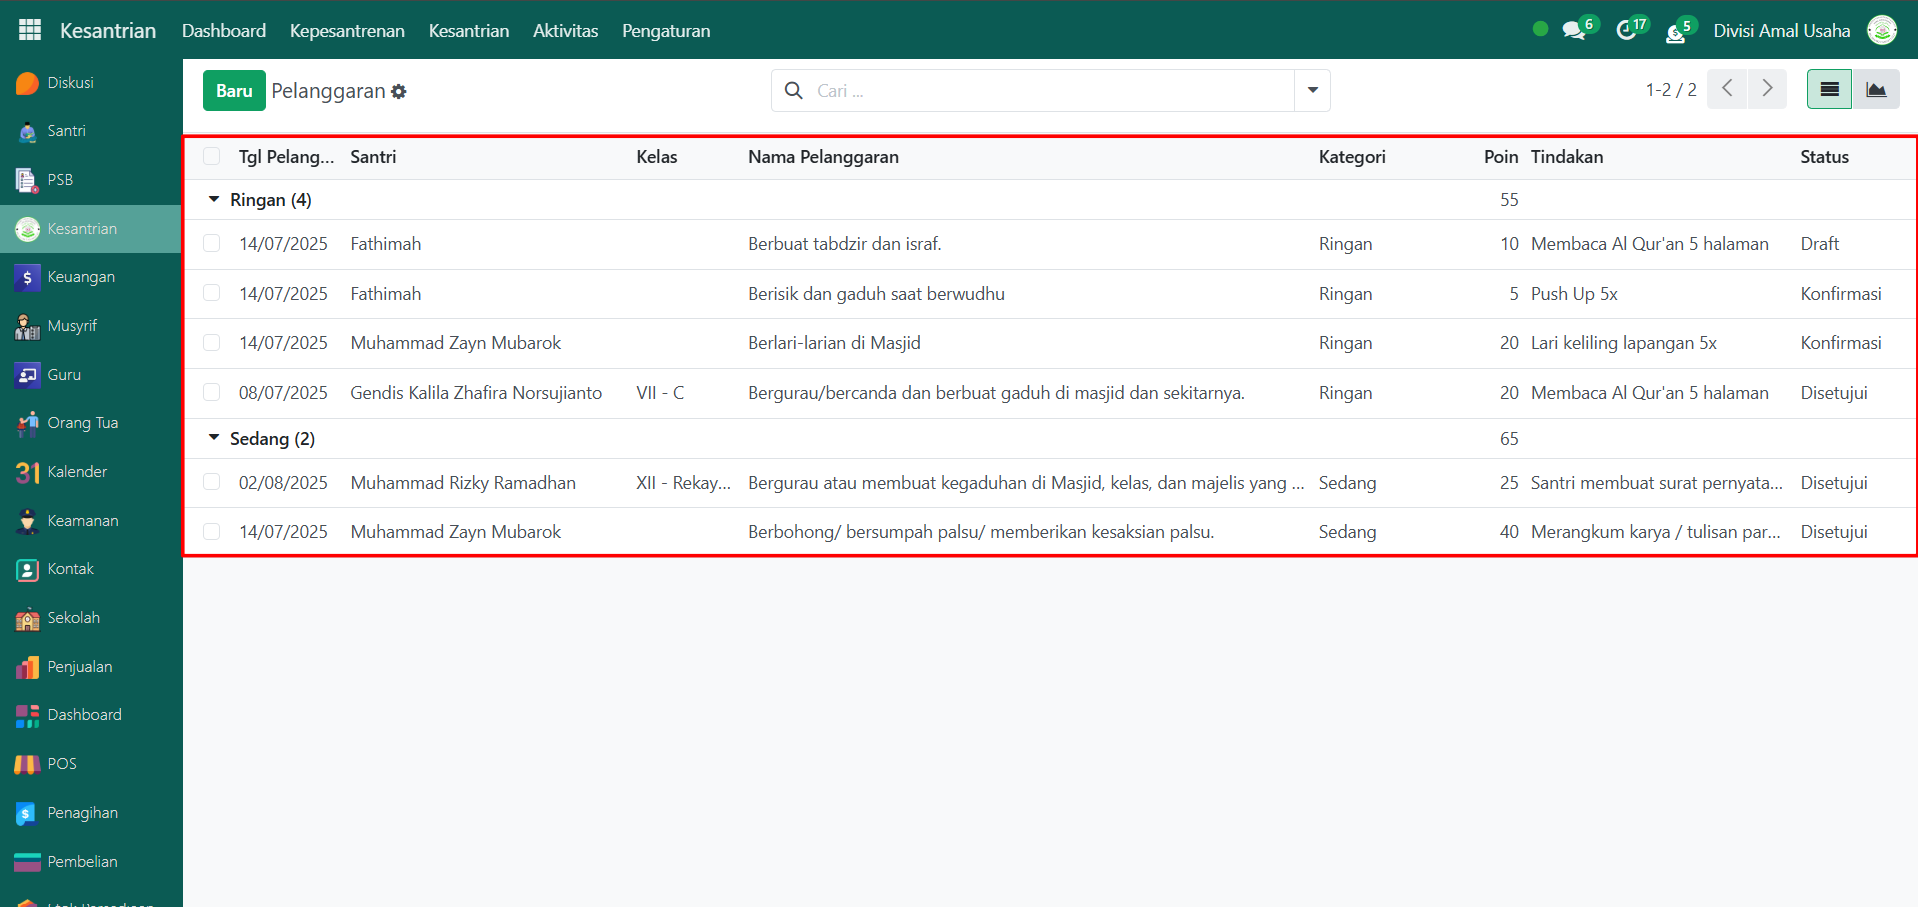 Kesantrian Dashboard Kepesantrenan Kesantrian Aktivitas Pengaturan 6 17 5 Divisi Amal Usaha
Diskusi
Santri
PSB
Kesantrian
Keuangan
Musyrif
Guru
Orang Tua
31 Kalender
Keamanan
Kontak
Sekolah
Penjualan
Dashboard
POS
Penagihan
Pembelian
Baru Pelanggaran Cari ... 1-2 / 2
Tgl Pelang... Santri Kelas Nama Pelanggaran Kategori Poin Tindakan Status
Ringan (4) 55
14/07/2025 Fathimah Berbuat tabdzir dan israf. Ringan 10 Membaca Al Qur'an 5 halaman Draft
14/07/2025 Fathimah Berisik dan gaduh saat berwudhu Ringan 5 Push Up 5x Konfirmasi
14/07/2025 Muhammad Zayn Mubarok Berlari-larian di Masjid Ringan 20 Lari keliling lapangan 5x Konfirmasi
08/07/2025 Gendis Kalila Zhafira Norsujianto VII - C Bergurau/bercanda dan berbuat gaduh di masjid dan sekitarnya. Ringan 20 Membaca Al Qur'an 5 halaman Disetujui
Sedang (2) 65
02/08/2025 Muhammad Rizky Ramadhan XII - Rekay... Bergurau atau membuat kegaduhan di Masjid, kelas, dan majelis yang ... Sedang 25 Santri membuat surat pernyata... Disetujui
14/07/2025 Muhammad Zayn Mubarok Berbohong/ bersumpah palsu/ memberikan kesaksian palsu. Sedang 40 Merangkum karya / tulisan par... Disetujui